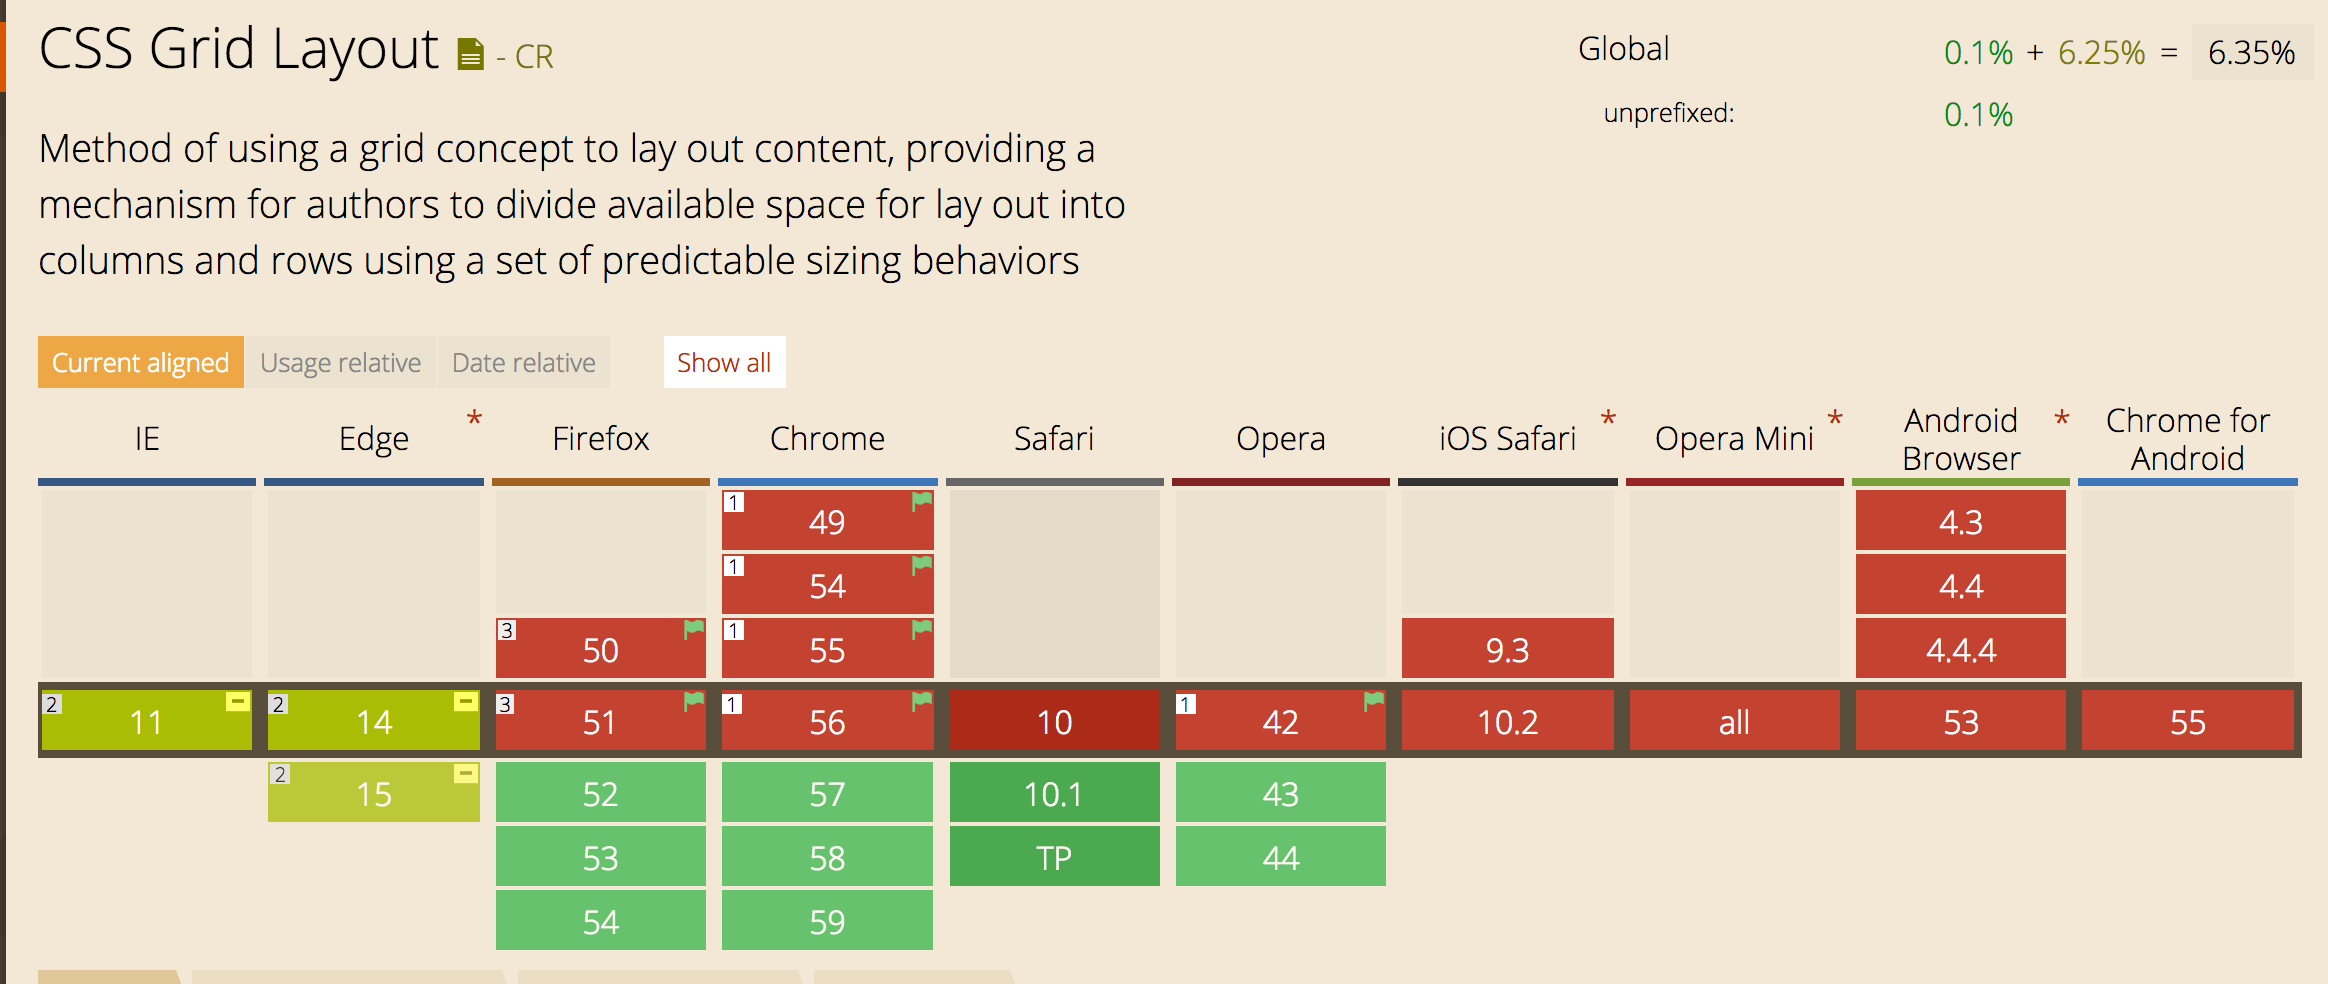 CSS Grid Layout - CR
Global 0.1% + 6.25% = 6.35%
unprefixed: 0.1%
Method of using a grid concept to lay out content, providing a
mechanism for authors to divide available space for lay out into
columns and rows using a set of predictable sizing behaviors
Current aligned Usage relative Date relative Show all
IE Edge * Firefox Chrome Safari Opera iOS Safari * Opera Mini * Android Browser * Chrome for Android
1 49 4.3
1 54 4.4
3 50 1 55 9.3 4.4.4
2 11 - 2 14 - 3 51 1 56 10 1 42 10.2 all 53 55
2 15 - 52 57 10.1 43
53 58 TP 44
54 59